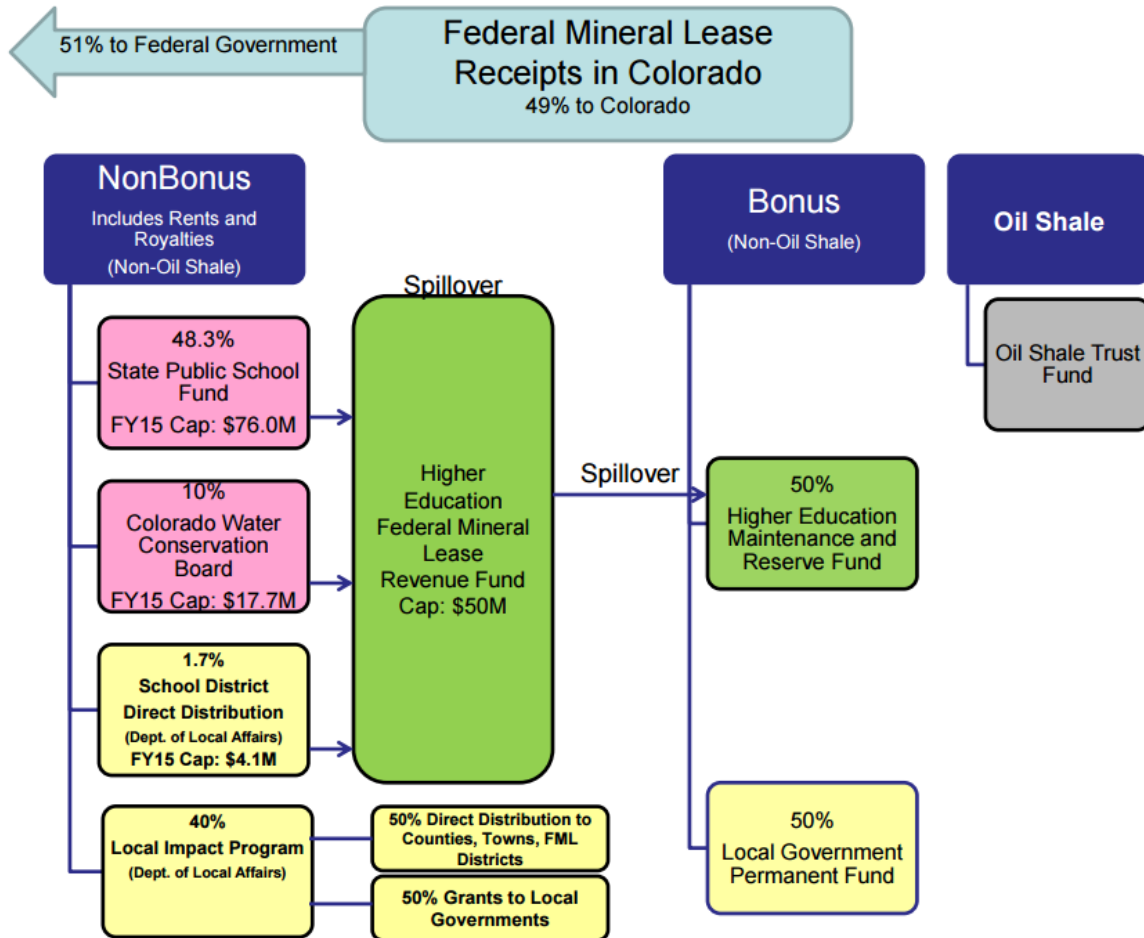 51% to Federal Government
Federal Mineral Lease
Receipts in Colorado
49% to Colorado
NonBonus
Includes Rents and
Royalties
(Non-Oil Shale)
Bonus
(Non-Oil Shale)
Oil Shale
Spillover
48.3%
State Public School
Fund
FY15 Cap: $76.0M
10%
Colorado Water
Conservation
Board
FY15 Cap: $17.7M
1.7%
School District
Direct Distribution
(Dept. of Local Affairs)
FY15 Cap: $4.1M
40%
Local Impact Program
(Dept. of Local Affairs)
50% Direct Distribution to
Counties, Towns, FML
Districts
50% Grants to Local
Governments
Higher
Education
Federal Mineral
Lease
Revenue Fund
Cap: $50M
Spillover
50%
Higher Education
Maintenance and
Reserve Fund
50%
Local Government
Permanent Fund
Oil Shale Trust
Fund